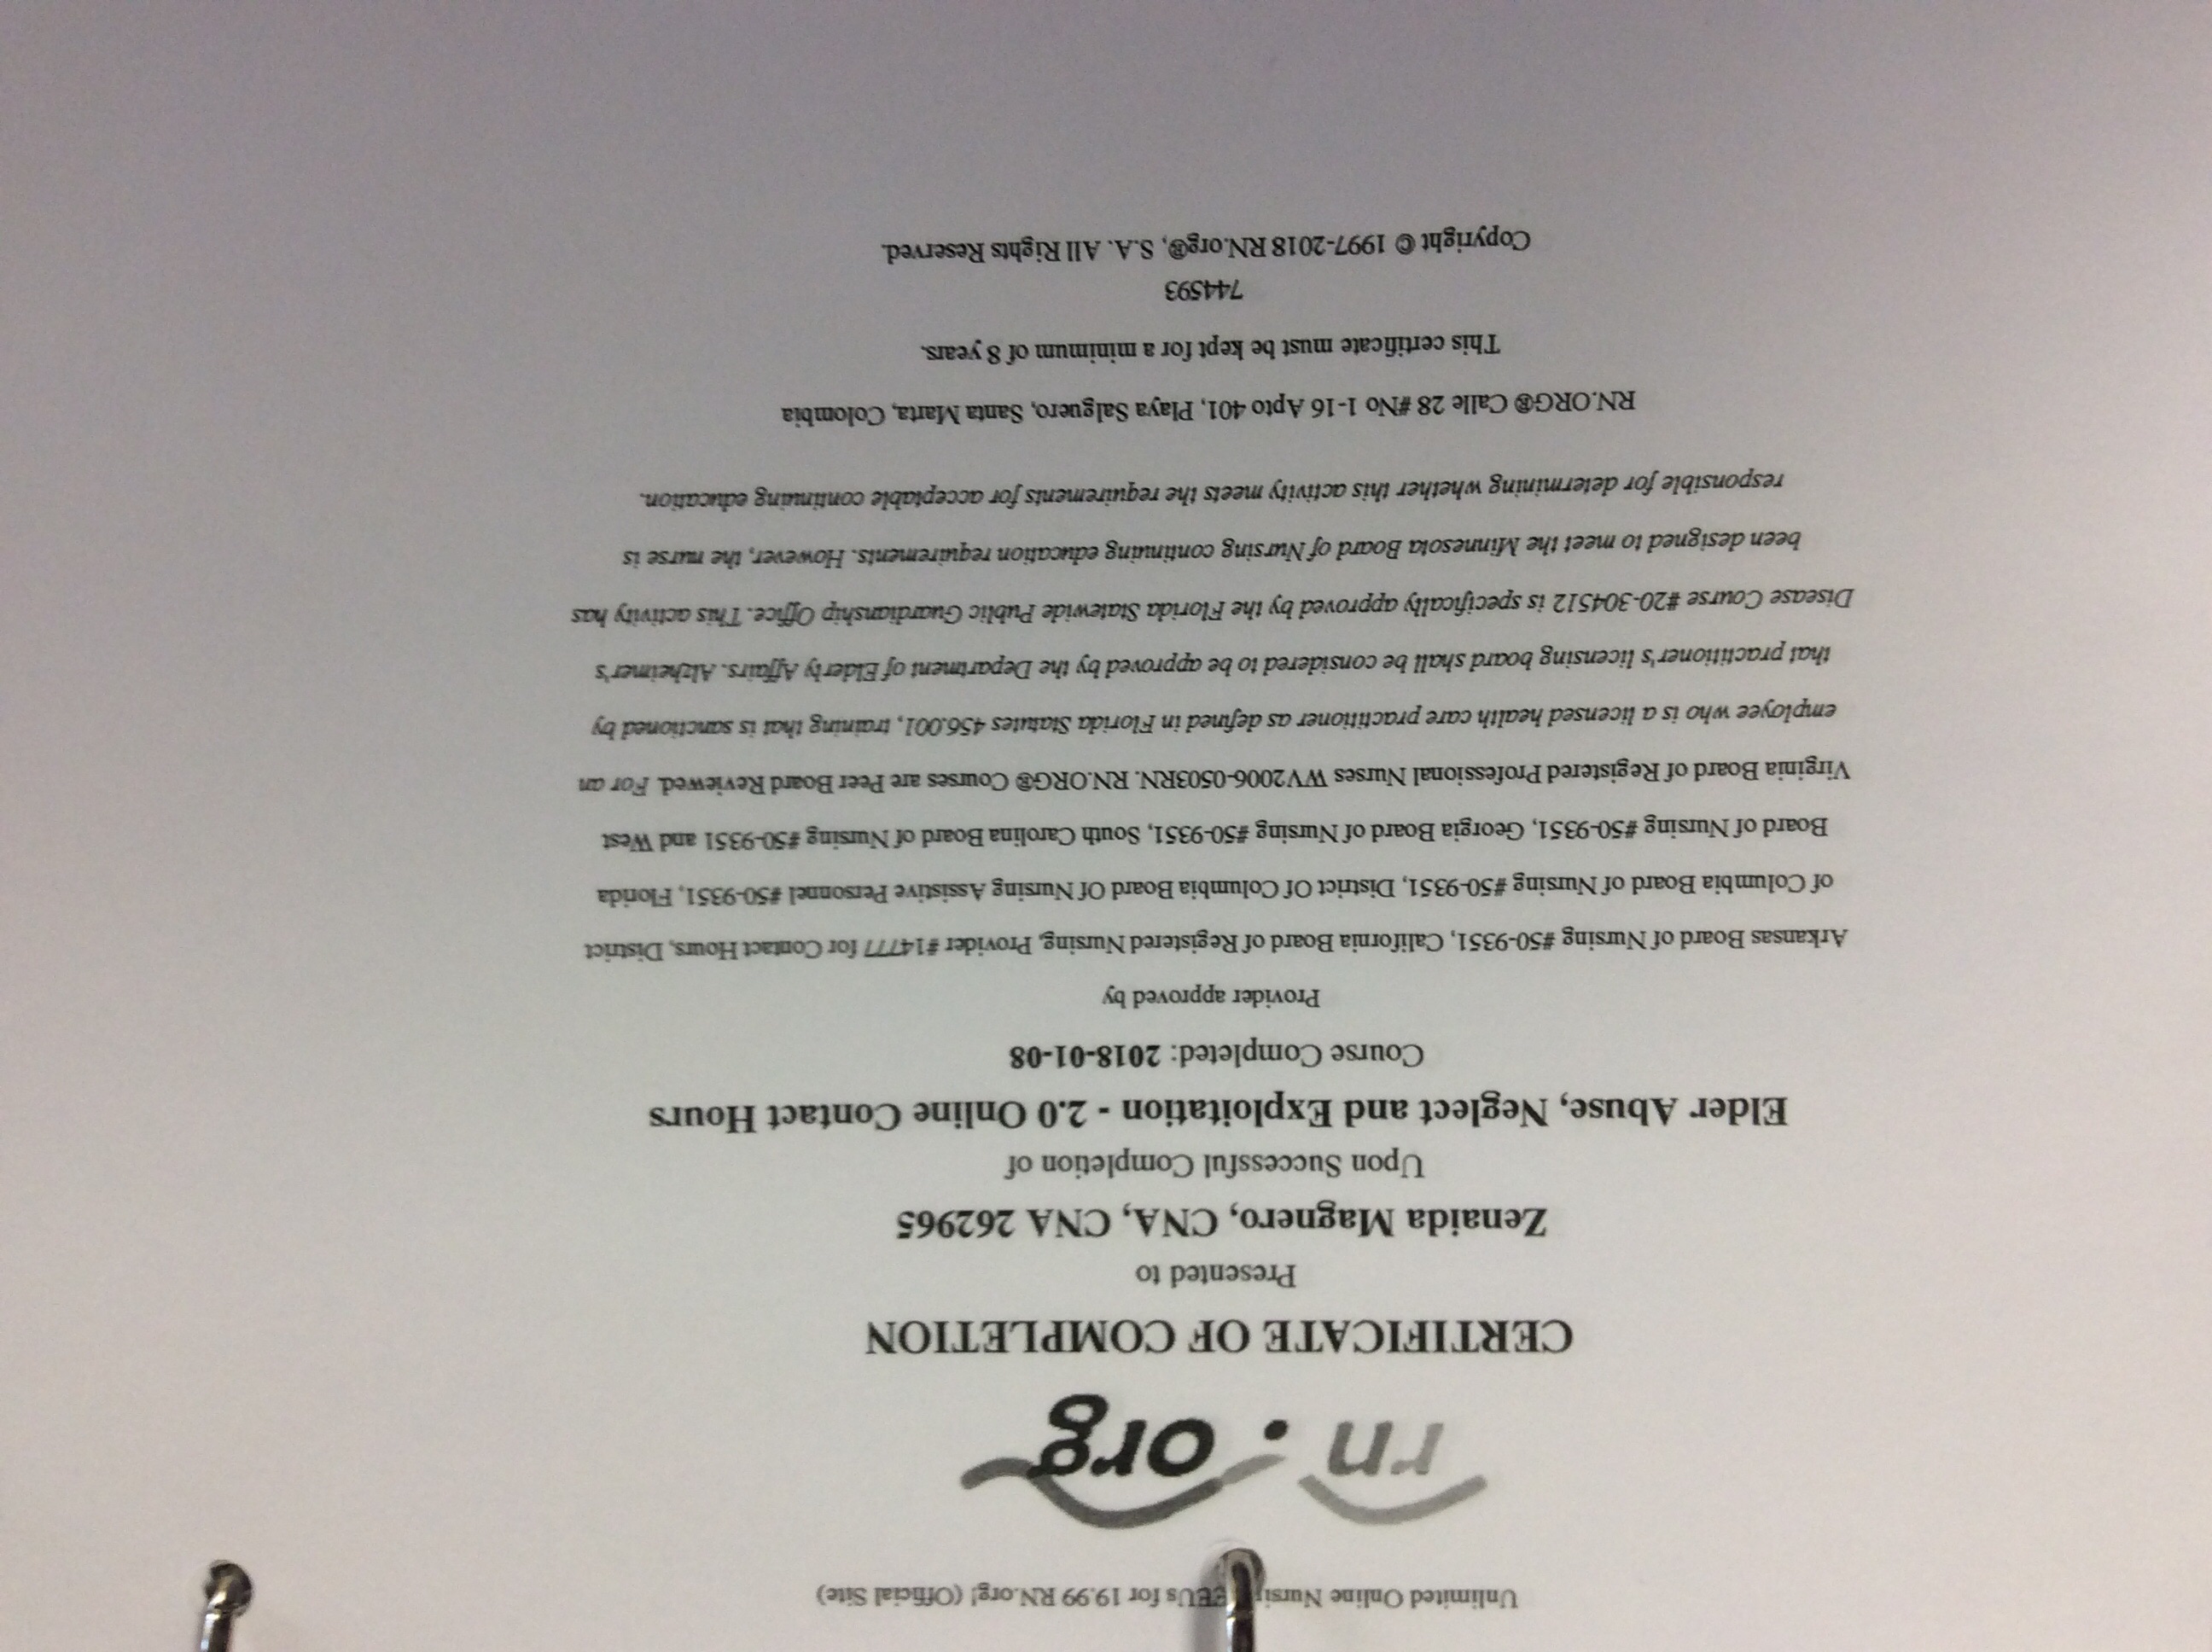 Unlimited Online Nursi EUs for 19.99 RN.org! (Official Site)
rn.org
CERTIFICATE OF COMPLETION
Presented to
Zenaida Magnero, CNA, CNA 262965
Upon Successful Completion of
Elder Abuse, Neglect and Exploitation - 2.0 Online Contact Hours
Course Completed: 2018-01-08
Provider approved by
Arkansas Board of Nursing #50-9351, California Board of Registered Nursing, Provider #14777 for Contact Hours, District
of Columbia Board of Nursing #50-9351, District Of Columbia Board Of Nursing Assistive Personnel #50-9351, Florida
Board of Nursing #50-9351, Georgia Board of Nursing #50-9351, South Carolina Board of Nursing #50-9351 and West
Virginia Board of Registered Professional Nurses WV2006-0503RN. RN.ORG® Courses are Peer Board Reviewed. For an
employee who is a licensed health care practitioner as defined in Florida Statutes 456.001, training that is sanctioned by
that practitioner's licensing board shall be considered to be approved by the Department of Elderly Affairs. Alzheimer's
Disease Course #20-304512 is specifically approved by the Florida Statewide Public Guardianship Office. This activity has
been designed to meet the Minnesota Board of Nursing continuing education requirements. However, the nurse is
responsible for determining whether this activity meets the requirements for acceptable continuing education.
RN.ORG® Calle 28 #No 1-16 Apto 401, Playa Salguero, Santa Marta, Colombia
This certificate must be kept for a minimum of 8 years.
744593
Copyright © 1997-2018 RN.org®, S.A. All Rights Reserved.